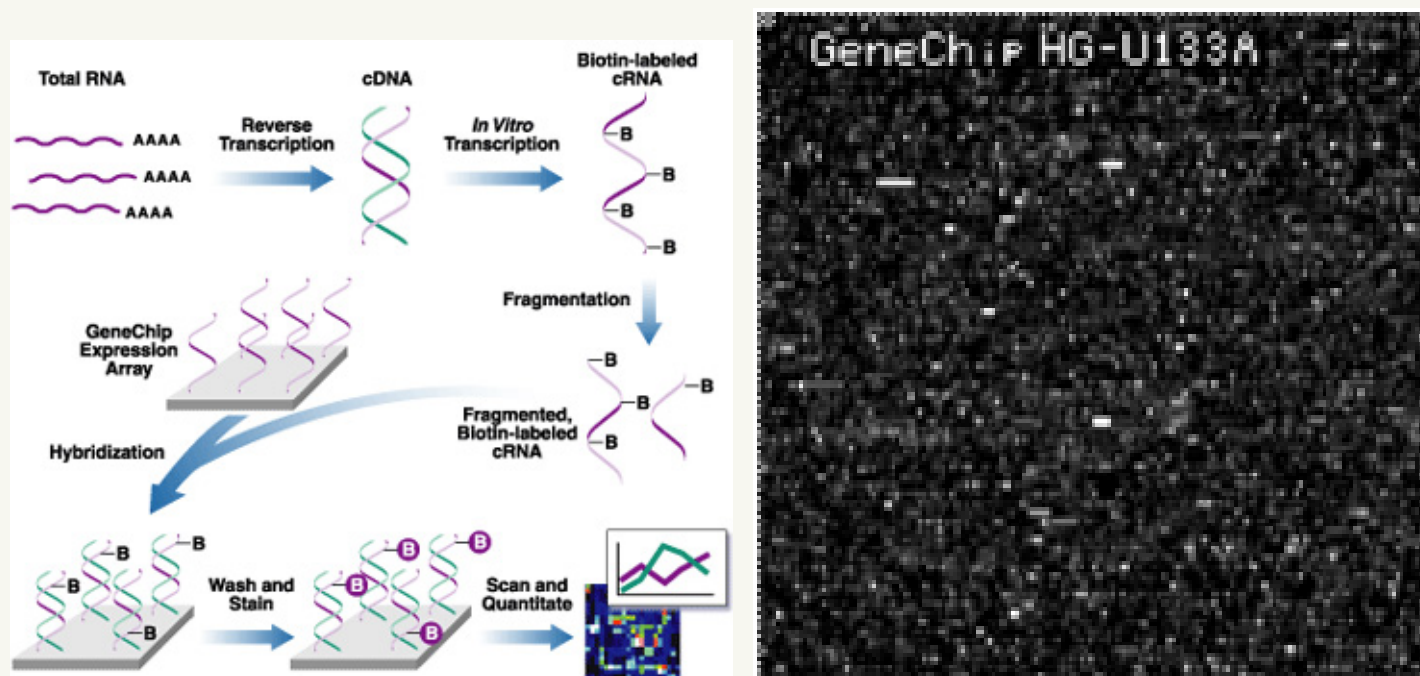 Total RNA
cDNA
Biotin-labeled
cRNA
Reverse
Transcription
In Vitro
Transcription
AAAA
AAAA
AAAA
B
B
B
B
Fragmentation
GeneChip
Expression
Array
B
B
B
B
Fragmented,
Biotin-labeled
cRNA
Hybridization
B
B
B
B
Wash and
Stain
B
B
B
B
Scan and
Quantitate
GeneChip HG-U133A